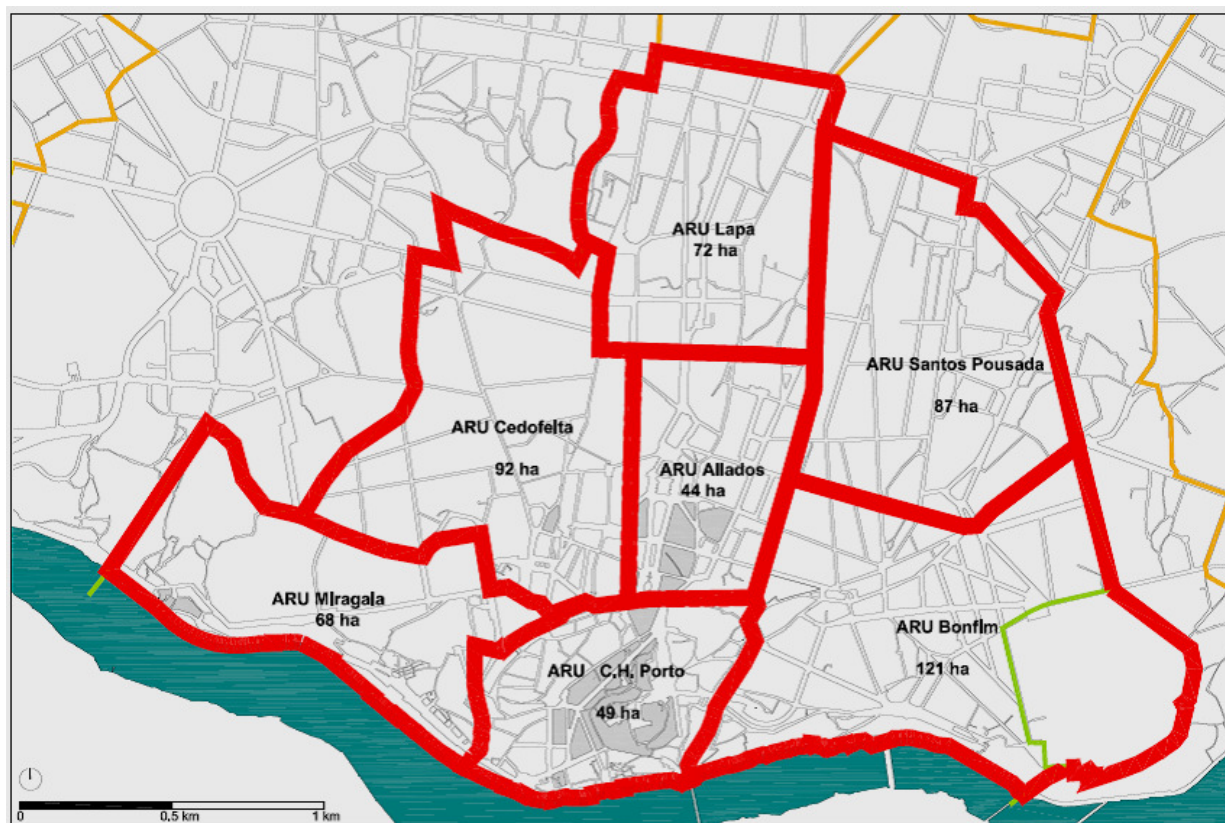 ARU Lapa
72 ha
ARU Santos Pousada
87 ha
ARU Cedofeita
92 ha
ARU Aliados
44 ha
ARU Miragaia
68 ha
ARU Bonfim
121 ha
ARU C.H. Porto
49 ha
0 0.5 km 1 km